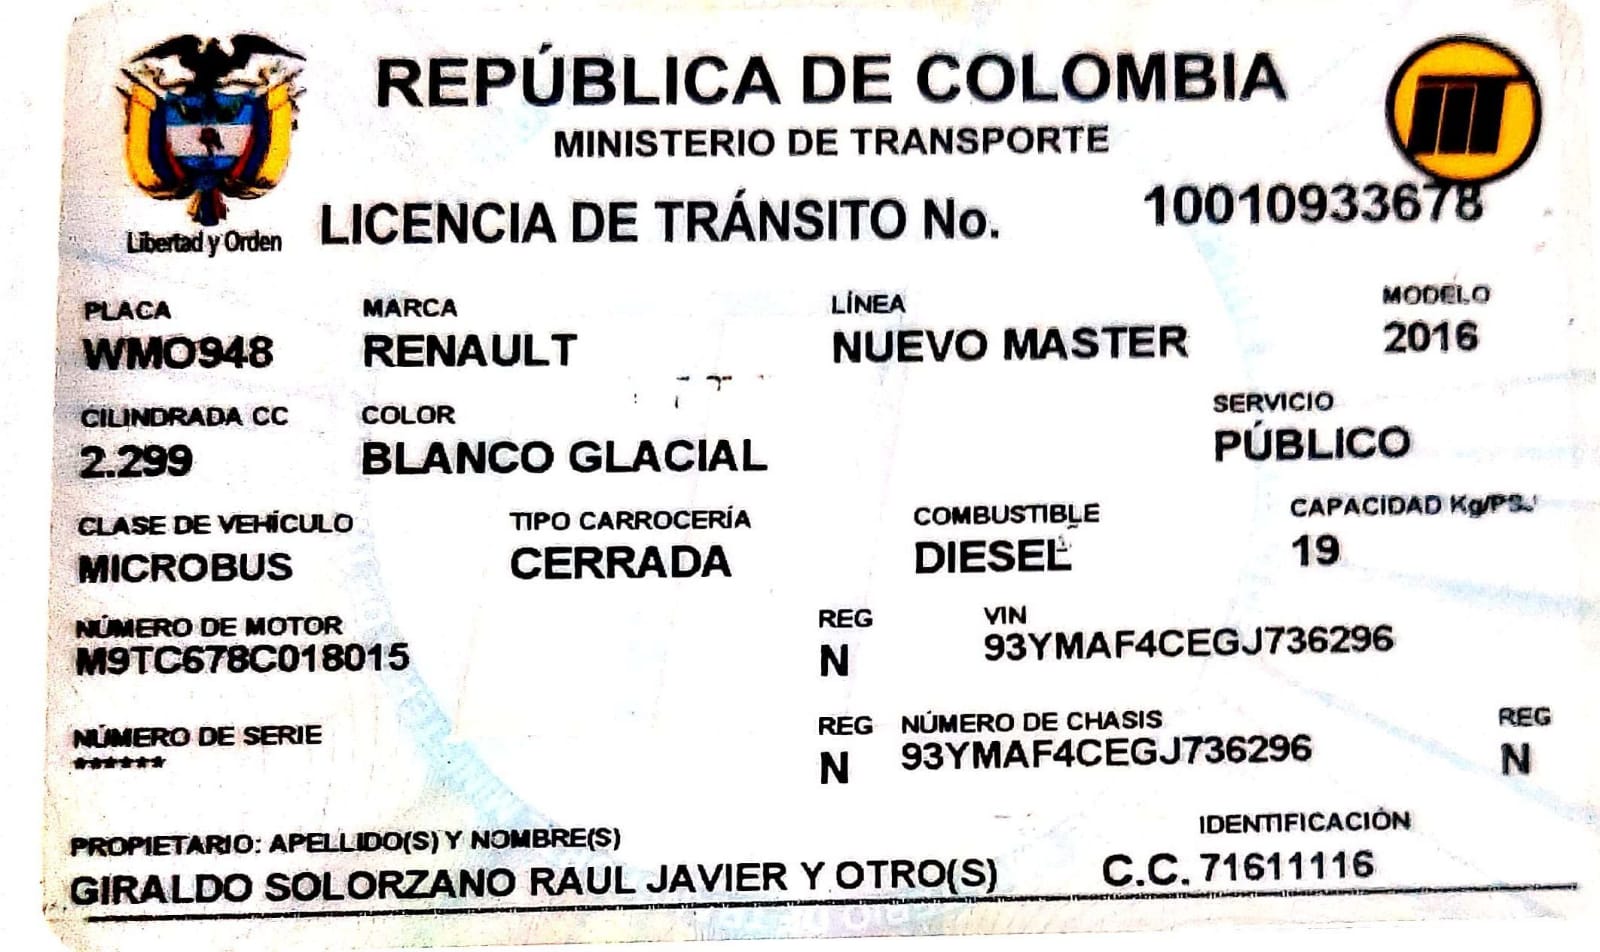 REPÚBLICA DE COLOMBIA
MINISTERIO DE TRANSPORTE
Libertad y Orden
LICENCIA DE TRÁNSITO No. 10010933678
PLACA MARCA LÍNEA MODELO
WMO948 RENAULT NUEVO MASTER 2016
CILINDRADA CC COLOR SERVICIO
2.299 BLANCO GLACIAL PÚBLICO
CLASE DE VEHÍCULO TIPO CARROCERÍA COMBUSTIBLE CAPACIDAD Kg/PSJ
MICROBUS CERRADA DIESEL 19
NÚMERO DE MOTOR REG VIN
M9TC678C018015 N 93YMAF4CEGJ736296
NÚMERO DE SERIE REG NÚMERO DE CHASIS REG
****** N 93YMAF4CEGJ736296 N
PROPIETARIO: APELLIDO(S) Y NOMBRE(S) IDENTIFICACIÓN
GIRALDO SOLORZANO RAUL JAVIER Y OTRO(S) C.C. 71611116